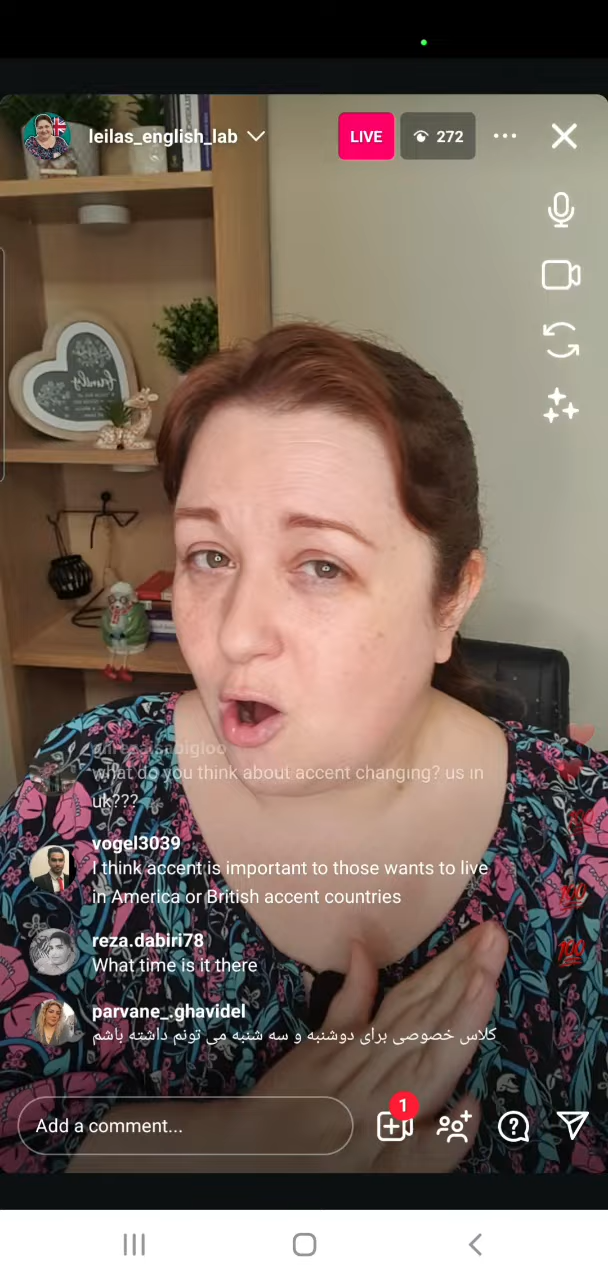 leilas_english_lab
LIVE
272
family
what do you think about accent changing? us in
uk???
vogel3039
I think accent is important to those wants to live
in America or British accent countries
reza.dabiri78
What time is it there
parvane_.ghavidel
کلاس خصوصی برای دوشنبه و سه شنبه می تونم داشته باشم
1
Add a comment...